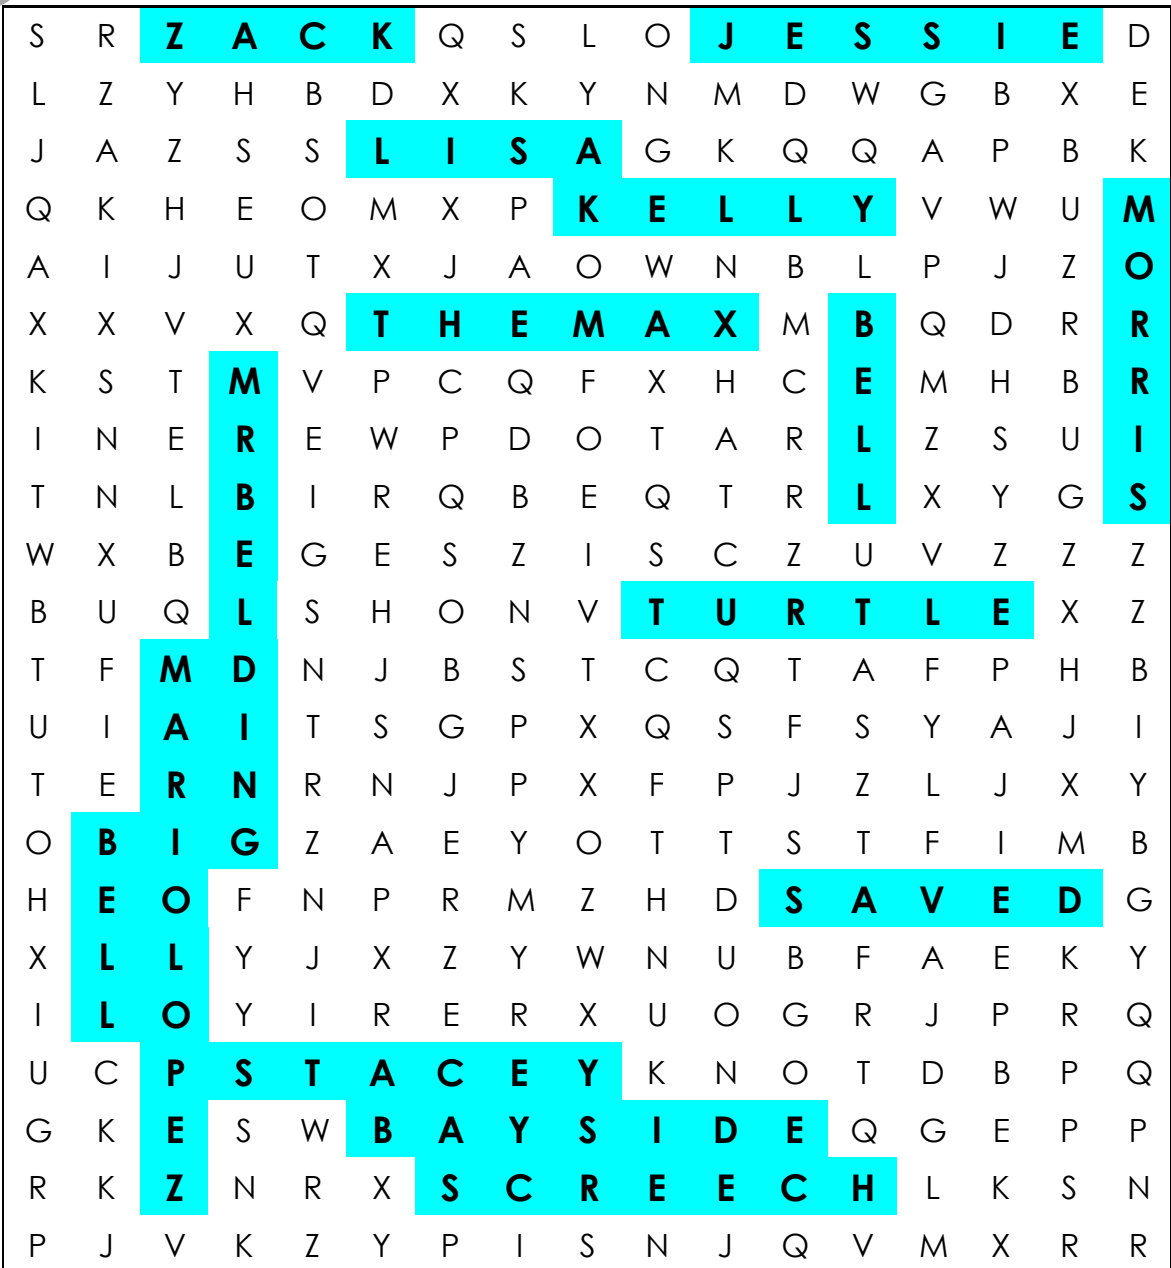 S R Z A C K Q S L O J E S S I E D
L Z Y H B D X K Y N M D W G B X E
J A Z S S L I S A G K Q Q A P B K
Q K H E O M X P K E L L Y V W U M
A I J U T X J A O W N B L P J Z O
X X V X Q T H E M A X M B Q D R R
K S T M V P C Q F X H C E M H B R
I N E R E W P D O T A R L Z S U I
T N L B I R Q B E Q T R L X Y G S
W X B E G E S Z I S C Z U V Z Z Z
B U Q L S H O N V T U R T L E X Z
T F M D N J B S T C Q T A F P H B
U I A I T S G P X Q S F S Y A J I
T E R N R N J P X F P J Z L J X Y
O B I G Z A E Y O T T S T F I M B
H E O F N P R M Z H D S A V E D G
X L L Y J X Z Y W N U B F A E K Y
I L O Y I R E R X U O G R J P R Q
U C P S T A C E Y K N O T D B P Q
G K E S W B A Y S I D E Q G E P P
R K Z N R X S C R E E C H L K S N
P J V K Z Y P I S N J Q V M X R R